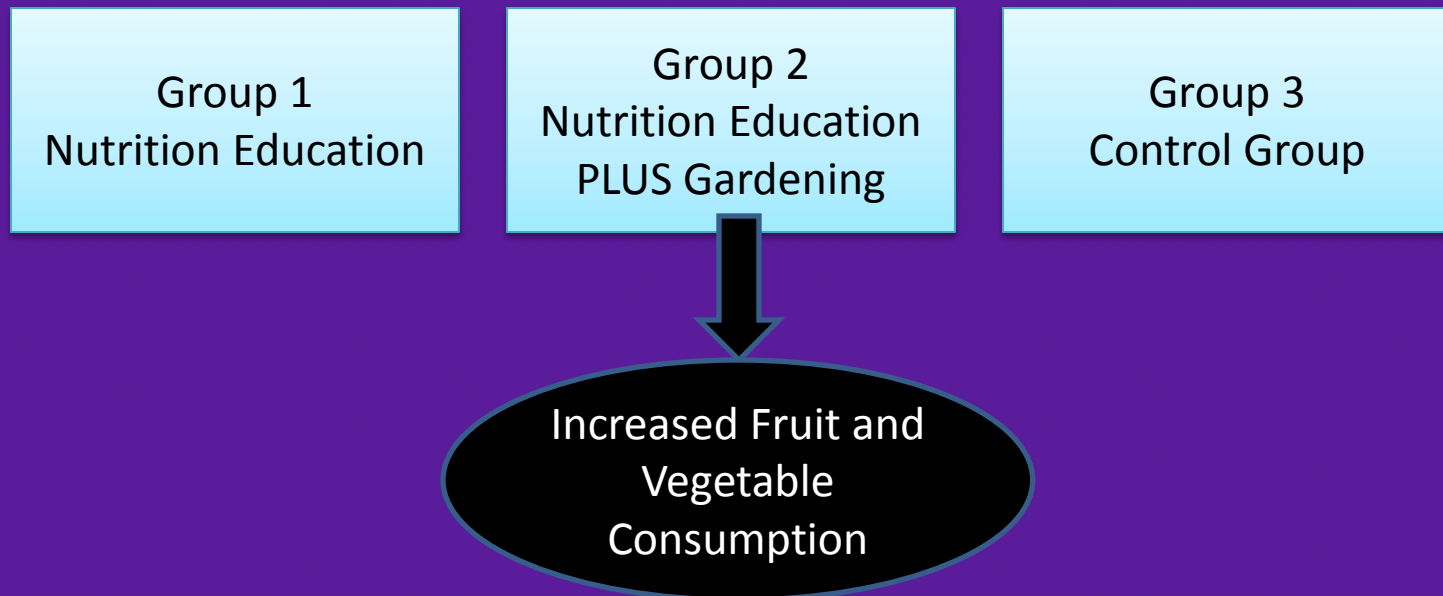 Group 1
Nutrition Education
Group 2
Nutrition Education
PLUS Gardening
Group 3
Control Group
Increased Fruit and
Vegetable
Consumption